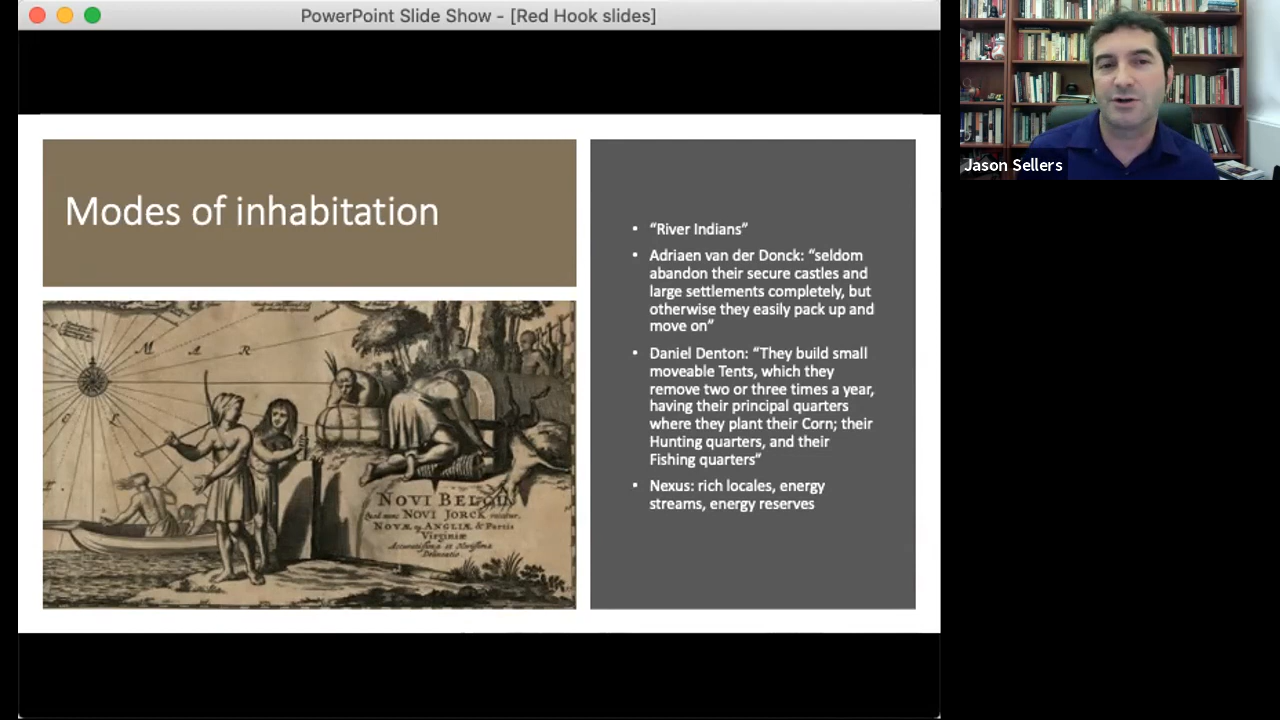 PowerPoint Slide Show - [Red Hook slides]
Jason Sellers
Modes of inhabitation
• “River Indians”
• Adriaen van der Donck: “seldom
abandon their secure castles and
large settlements completely, but
otherwise they easily pack up and
move on”
• Daniel Denton: “They build small
moveable Tents, which they
remove two or three times a year,
having their principal quarters
where they plant their Corn; their
Hunting quarters, and their
Fishing quarters”
• Nexus: rich locales, energy
streams, energy reserves
M A R
NOVI BELGII
NOVI JORCK
NOVÆ ANGLIÆ & Partis
Virginiæ
Delineatio